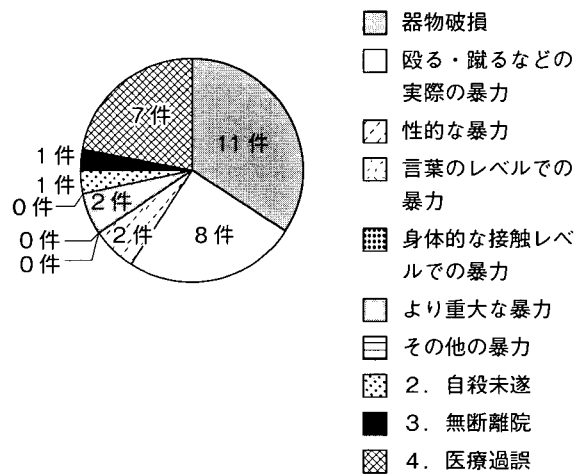 7件
11件
1件
1件
0件
2件
0件
2件
0件
8件
器物破損
殴る・蹴るなどの
実際の暴力
性的な暴力
言葉のレベルでの
暴力
身体的な接触レベ
ルでの暴力
より重大な暴力
その他の暴力
2．自殺未遂
3．無断離院
4．医療過誤